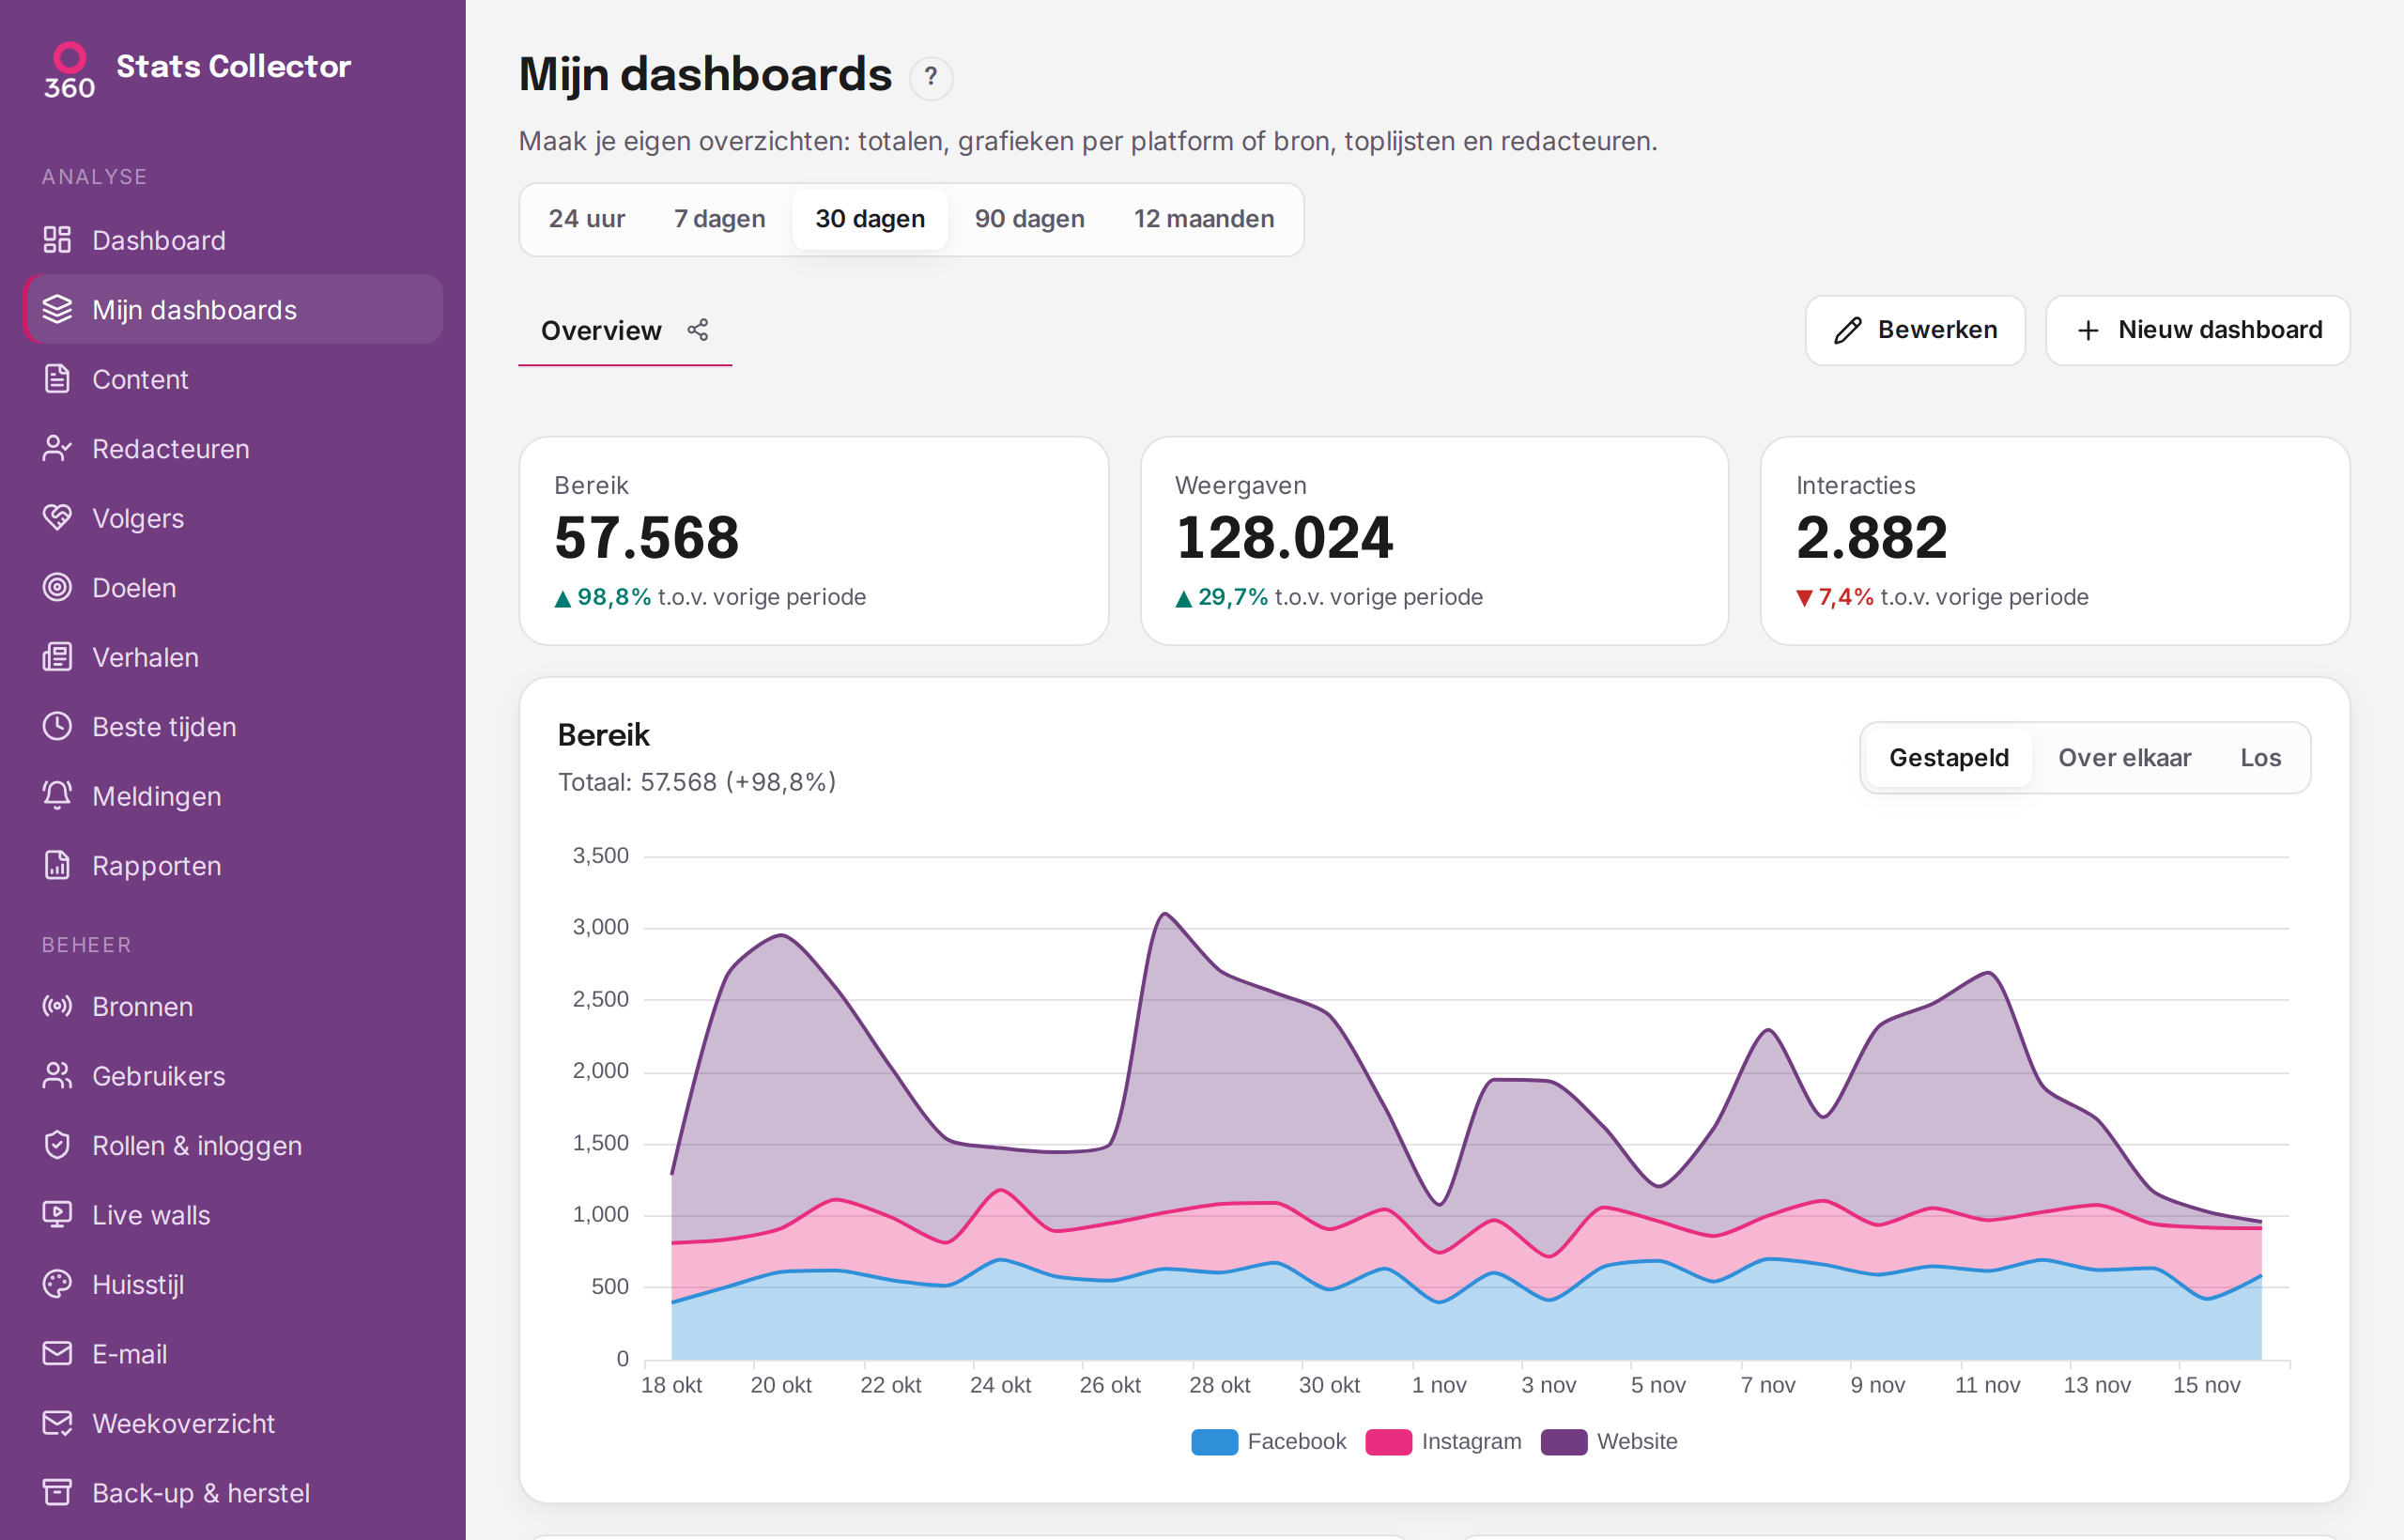 360
Stats Collector
ANALYSE
Dashboard
Mijn dashboards
Content
Redacteuren
Volgers
Doelen
Verhalen
Beste tijden
Meldingen
Rapporten
BEHEER
Bronnen
Gebruikers
Rollen & inloggen
Live walls
Huisstijl
E-mail
Weekoverzicht
Back-up & herstel
Mijn dashboards ?
Maak je eigen overzichten: totalen, grafieken per platform of bron, toplijsten en redacteuren.
24 uur 7 dagen 30 dagen 90 dagen 12 maanden
Overview
Bewerken
Nieuw dashboard
Bereik
57.568
▲ 98,8% t.o.v. vorige periode
Weergaven
128.024
▲ 29,7% t.o.v. vorige periode
Interacties
2.882
▼ 7,4% t.o.v. vorige periode
Bereik
Totaal: 57.568 (+98,8%)
Gestapeld Over elkaar Los
3,500
3,000
2,500
2,000
1,500
1,000
500
0
18 okt 20 okt 22 okt 24 okt 26 okt 28 okt 30 okt 1 nov 3 nov 5 nov 7 nov 9 nov 11 nov 13 nov 15 nov
Facebook Instagram Website